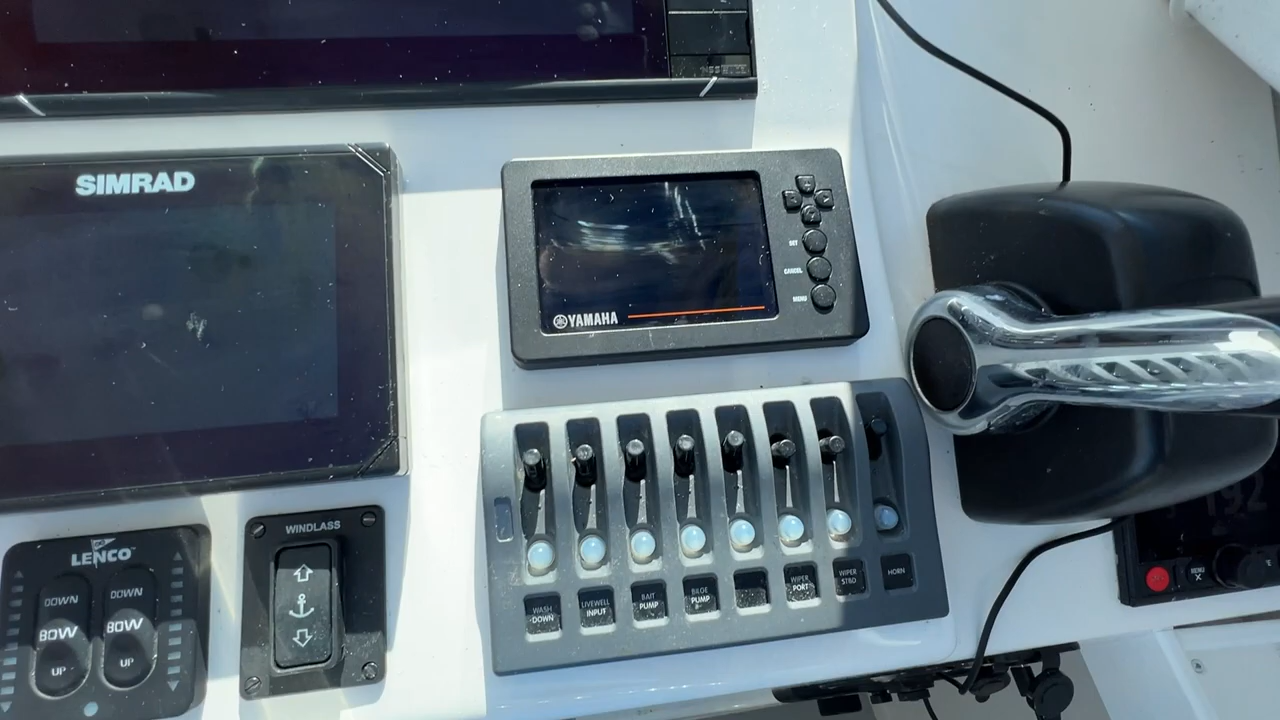 SIMRAD
SET
CANCEL
MENU
YAMAHA
LENCO
DOWN DOWN
BOW BOW
UP UP
WINDLASS
WASH
DOWN
LIVEWELL
INPUT
BAIT
PUMP
BILGE
PUMP
WIPER
PORT
WIPER
STBD
HORN
192
MENU
X